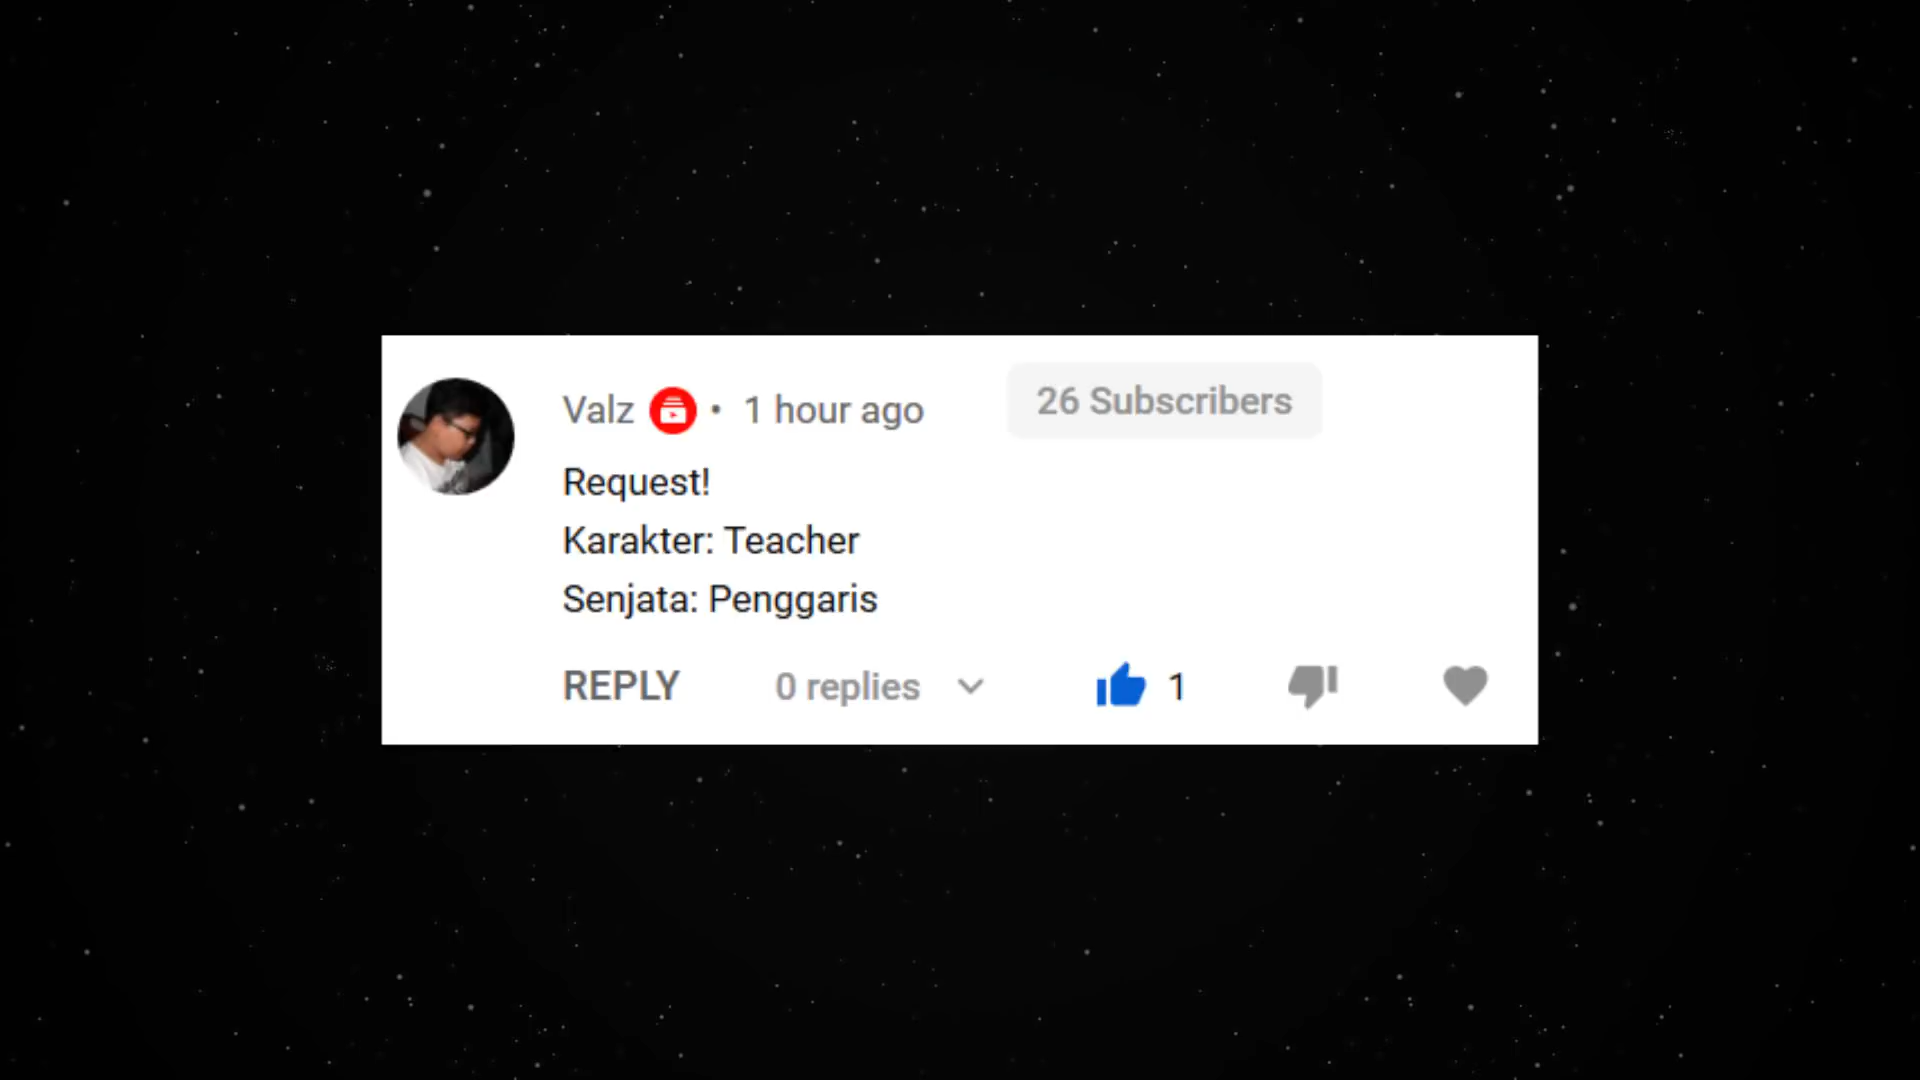 Valz • 1 hour ago
26 Subscribers
Request!
Karakter: Teacher
Senjata: Penggaris
REPLY 0 replies 1